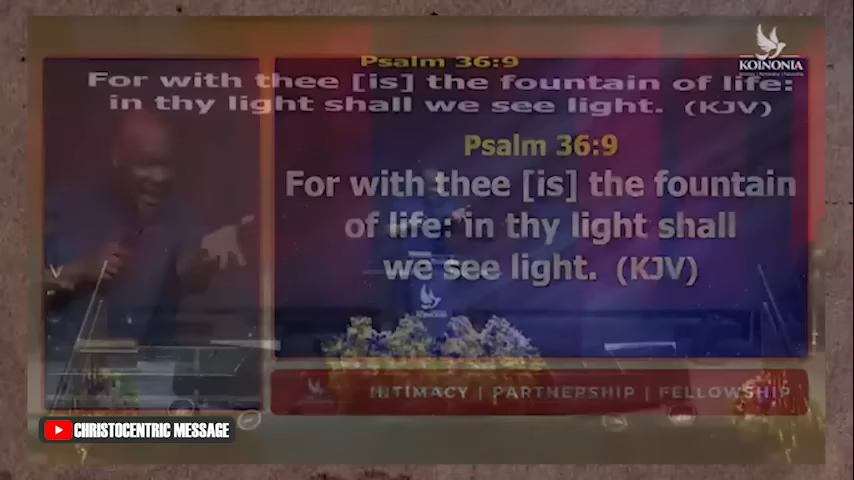 Psalm 36:9
For with thee [is] the fountain of life:
in thy light shall we see light. (KJV)
KOINONIA
Psalm 36:9
For with thee [is] the fountain
of life: in thy light shall
we see light. (KJV)
INTIMACY | PARTNERSHIP | FELLOWSHIP
CHRISTOCENTRIC MESSAGE